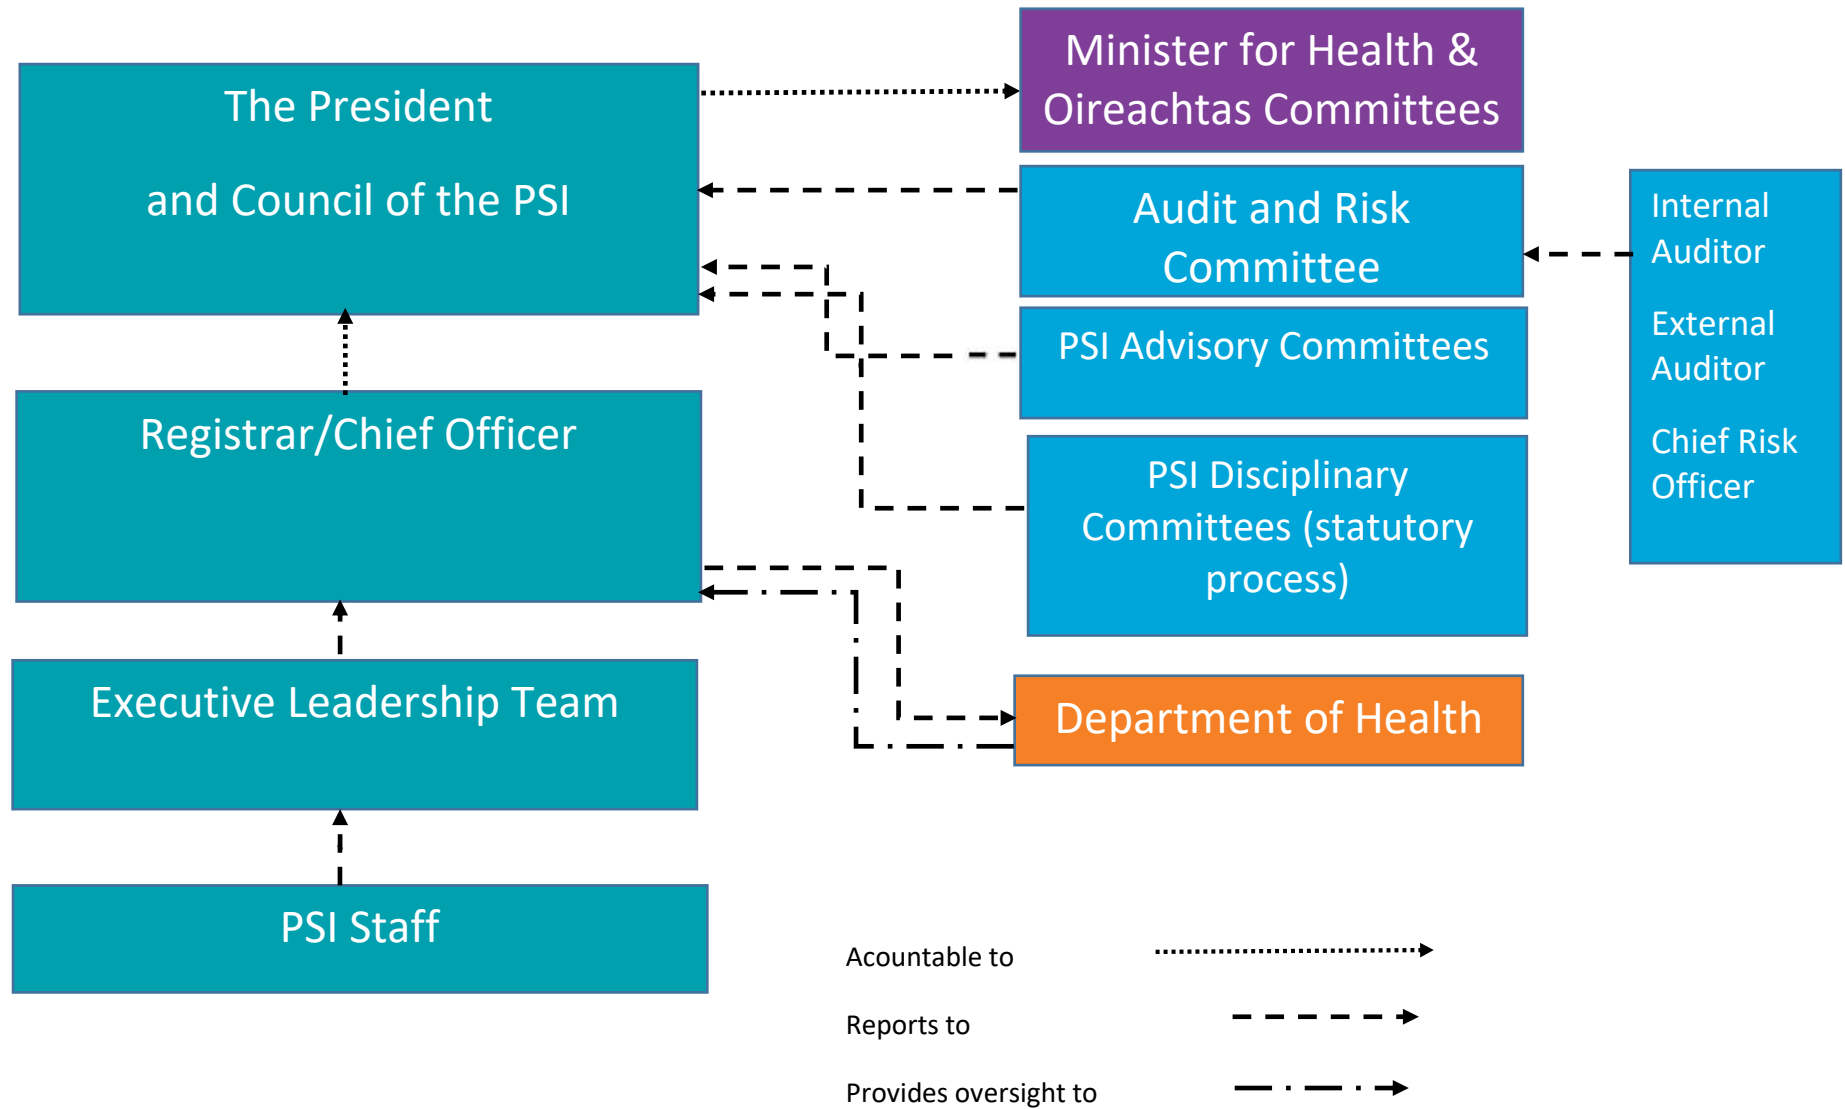 The President
and Council of the PSI
Registrar/Chief Officer
Executive Leadership Team
PSI Staff
Minister for Health &
Oireachtas Committees
Audit and Risk
Committee
PSI Advisory Committees
PSI Disciplinary
Committees (statutory
process)
Department of Health
Internal
Auditor
External
Auditor
Chief Risk
Officer
Acountable to
Reports to
Provides oversight to